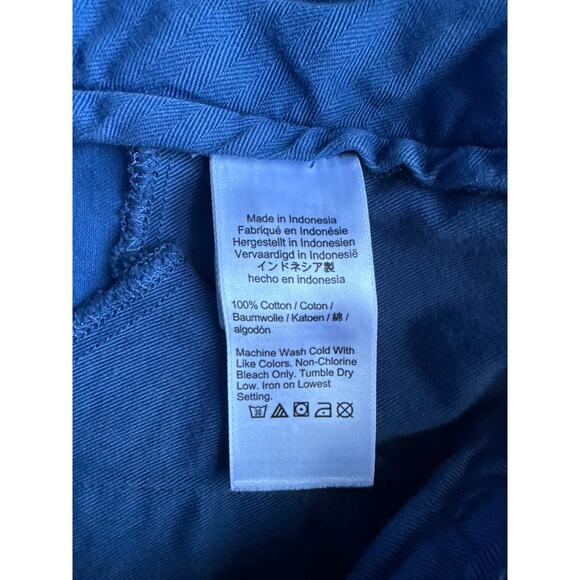 Made in Indonesia
Fabriqué en Indonésie
Hergestellt in Indonesien
Vervaardigd in Indonesië
インドネシア製
hecho en indonesia
100% Cotton / Coton /
Baumwolle / Katoen / 綿 /
algodón
Machine Wash Cold With
Like Colors. Non-Chlorine
Bleach Only. Tumble Dry
Low. Iron on Lowest
Setting.
30